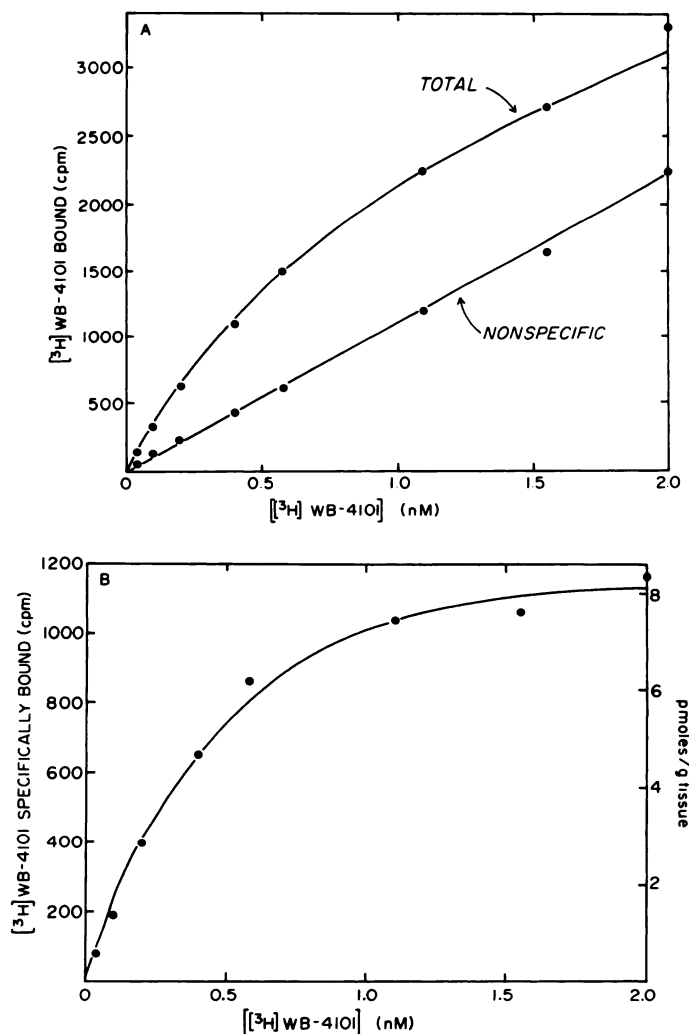 A
3000
2500
2000
1500
1000
500
[³H] WB-4101 BOUND (cpm)
TOTAL
NONSPECIFIC
0 0.5 1.0 1.5 2.0
[[³H] WB-4101] (nM)
B
1200
1000
800
600
400
200
[³H] WB-4101 SPECIFICALLY BOUND (cpm)
8
6
4
2
pmoles/g tissue
0 0.5 1.0 1.5 2.0
[[³H] WB-4101] (nM)